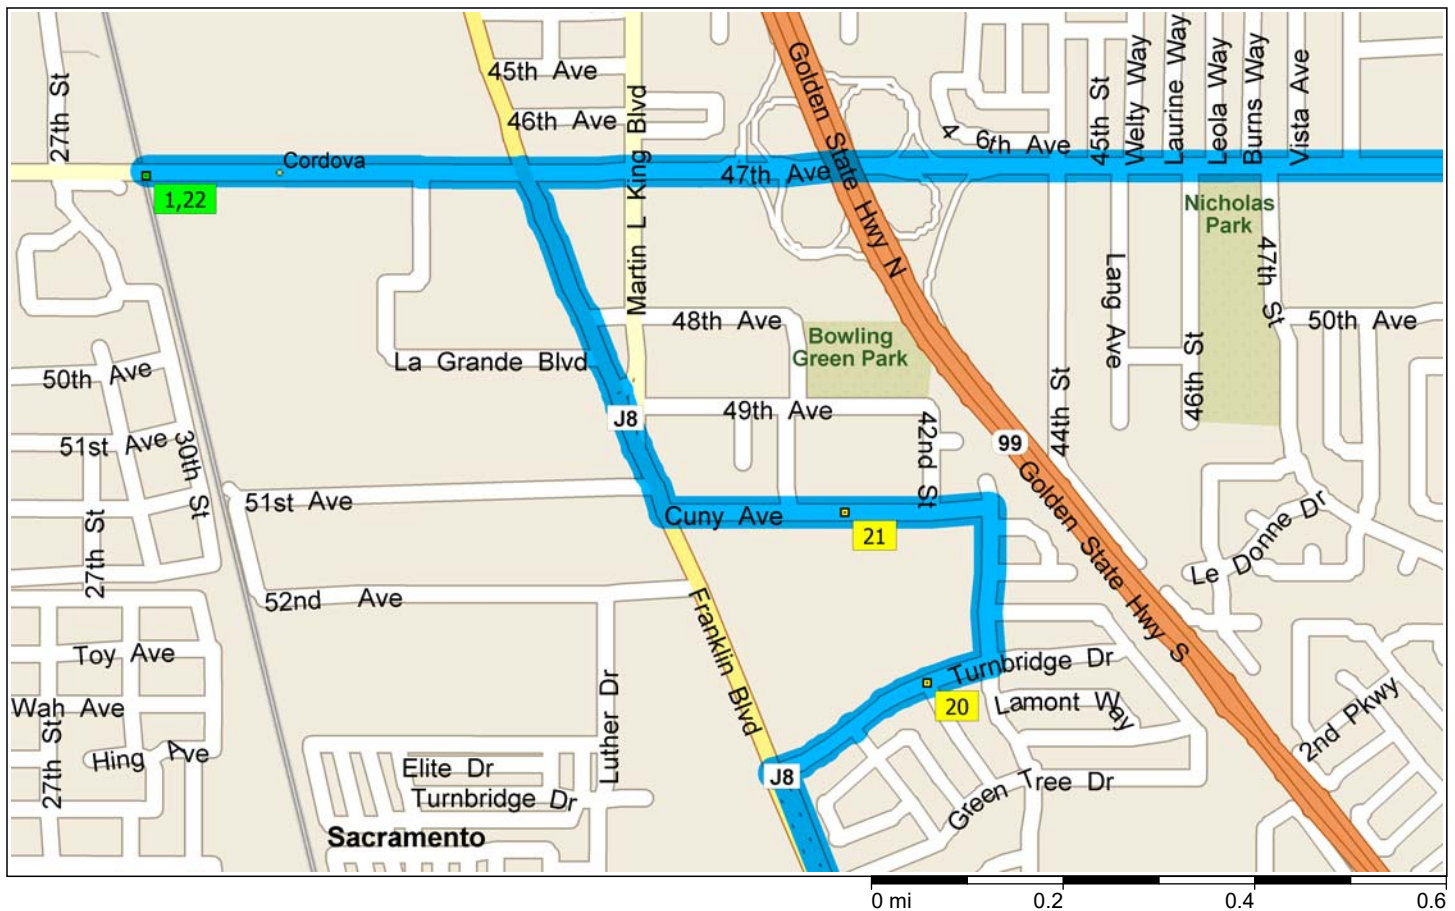 27th St
45th Ave
46th Ave
Martin L King Blvd
Golden State Hwy N
4 6th Ave
45th St
Welty Way
Laurine Way
Leola Way
Burns Way
Vista Ave
Cordova
47th Ave
1,22
Nicholas
Park
47th St
Lang Ave
46th St
48th Ave
50th Ave
Bowling
Green Park
La Grande Blvd
50th Ave
49th Ave
J8
42nd St
44th St
99
51st Ave
30th St
51st Ave
Cuny Ave
21
Golden State Hwy S
Le Donne Dr
27th St
52nd Ave
Franklin Blvd
Toy Ave
Turnbridge Dr
20
Lamont Way
2nd Pkwy
Wah Ave
27th St
Hing Ave
Luther Dr
Elite Dr
Turnbridge Dr
J8
Green Tree Dr
Sacramento
0 mi 0.2 0.4 0.6